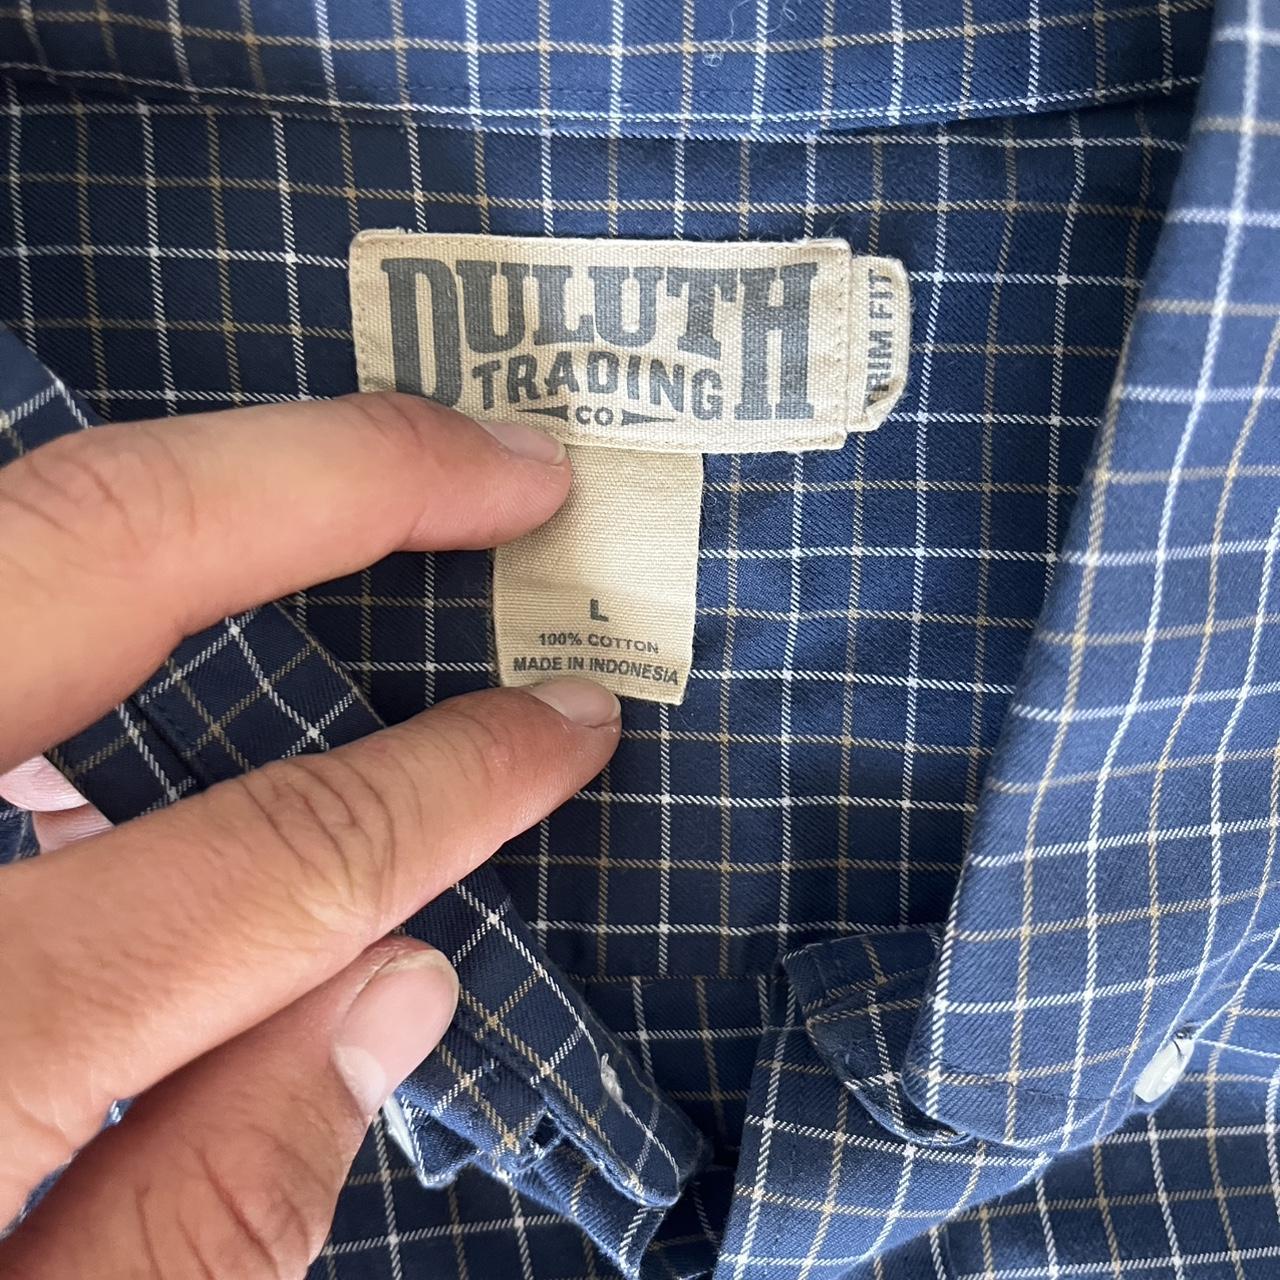 DULUTH
TRADING
CO
TRIM FIT
L
100% COTTON
MADE IN INDONESIA